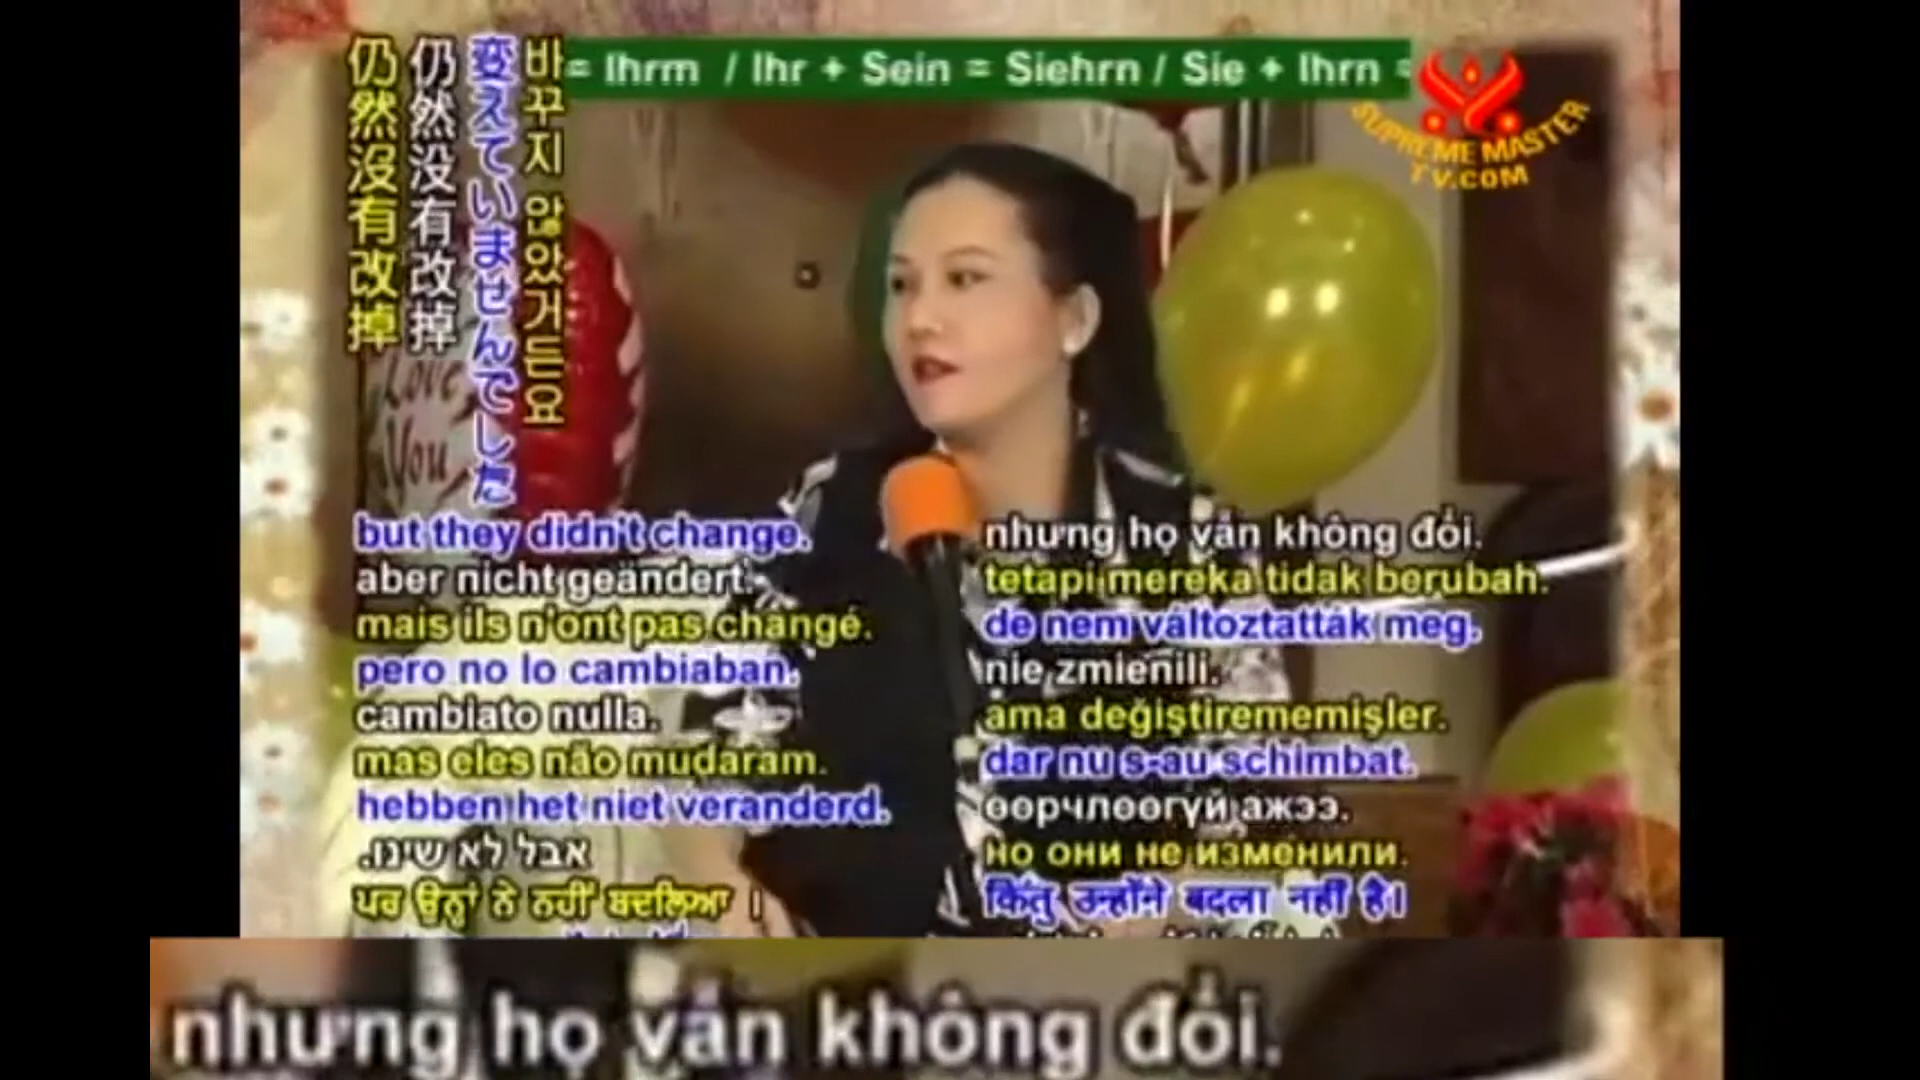 = Ihrm / Ihr + Sein = Siehrn / Sie + Ihrn =
SUPREME MASTER
TV.COM
바꾸지 않았거든요
変えていませんでした
仍然没有改掉
仍然沒有改掉
Love
You
but they didn't change.
aber nicht geändert.
mais ils n'ont pas changé.
pero no lo cambiaban.
cambiato nulla.
mas eles não mudaram.
hebben het niet veranderd.
אבל לא שינו.
ਪਰ ਉਨ੍ਹਾਂ ਨੇ ਨਹੀਂ ਬਦਲਿਆ ।
nhưng họ vẫn không đổi.
tetapi mereka tidak berubah.
de nem változtattak meg.
nie zmienili.
ama değiştirememişler.
dar nu s-au schimbat.
өөрчлөөгүй ажээ.
но они не изменили.
किंतु उन्होंने बदला नहीं है।
nhưng họ vẫn không đổi.